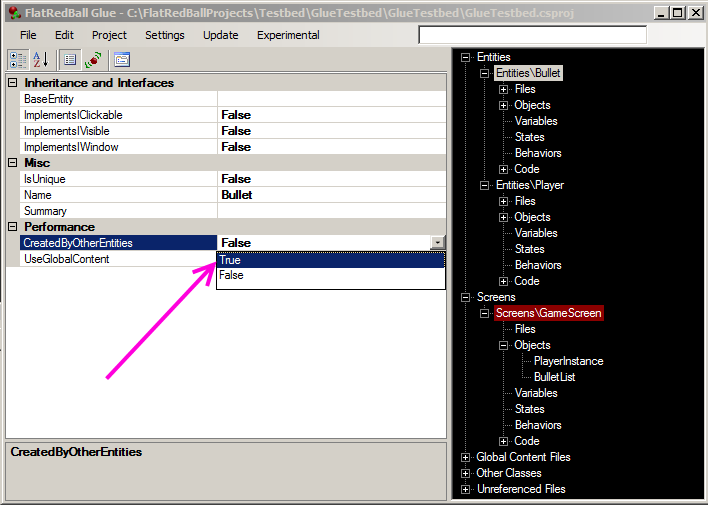 FlatRedBall Glue - C:\FlatRedBallProjects\Testbed\GlueTestbed\GlueTestbed\GlueTestbed.csproj
File Edit Project Settings Update Experimental
Inheritance and Interfaces
BaseEntity
ImplementsIClickable False
ImplementsIVisible False
ImplementsIWindow False
Misc
IsUnique False
Name Bullet
Summary
Performance
CreatedByOtherEntities False
UseGlobalContent
True
False
CreatedByOtherEntities
Entities
Entities\Bullet
Files
Objects
Variables
States
Behaviors
Code
Entities\Player
Files
Objects
Variables
States
Behaviors
Code
Screens
Screens\GameScreen
Files
Objects
PlayerInstance
BulletList
Variables
States
Behaviors
Code
Global Content Files
Other Classes
Unreferenced Files